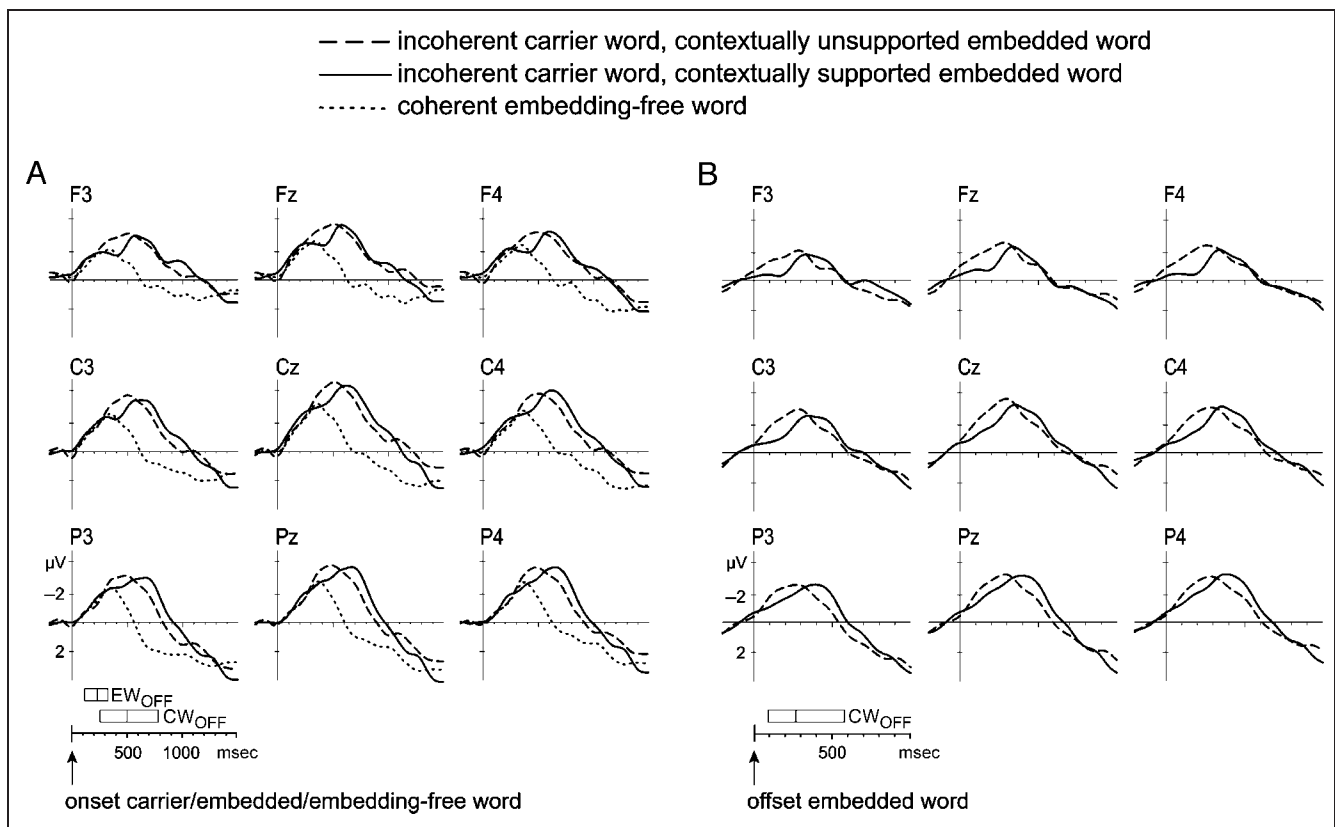 incoherent carrier word, contextually unsupported embedded word
incoherent carrier word, contextually supported embedded word
coherent embedding-free word
A
F3 Fz F4
C3 Cz C4
P3 Pz P4
µV
−2
2
EWOFF
CWOFF
500 1000 msec
onset carrier/embedded/embedding-free word
B
F3 Fz F4
C3 Cz C4
P3 Pz P4
µV
−2
2
CWOFF
500 msec
offset embedded word